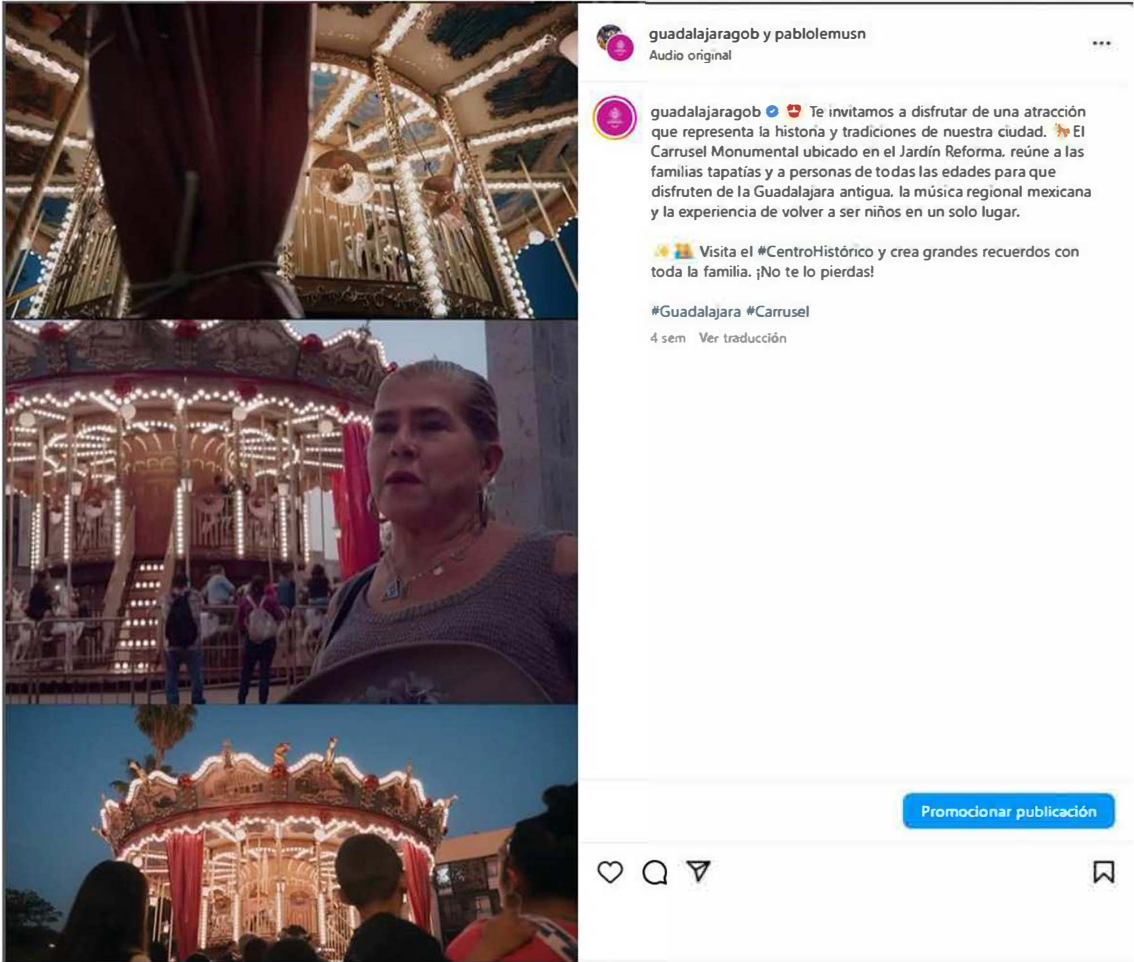 guadalajaragob y pablolemusn
Audio original
guadalajaragob Te invitamos a disfrutar de una atracción
que representa la historia y tradiciones de nuestra ciudad. El
Carrusel Monumental ubicado en el Jardín Reforma, reúne a las
familias tapatías y a personas de todas las edades para que
disfruten de la Guadalajara antigua, la música regional mexicana
y la experiencia de volver a ser niños en un solo lugar.
Visita el #CentroHistórico y crea grandes recuerdos con
toda la familia. ¡No te lo pierdas!
#Guadalajara #Carrusel
4 sem Ver traducción
Promocionar publicación